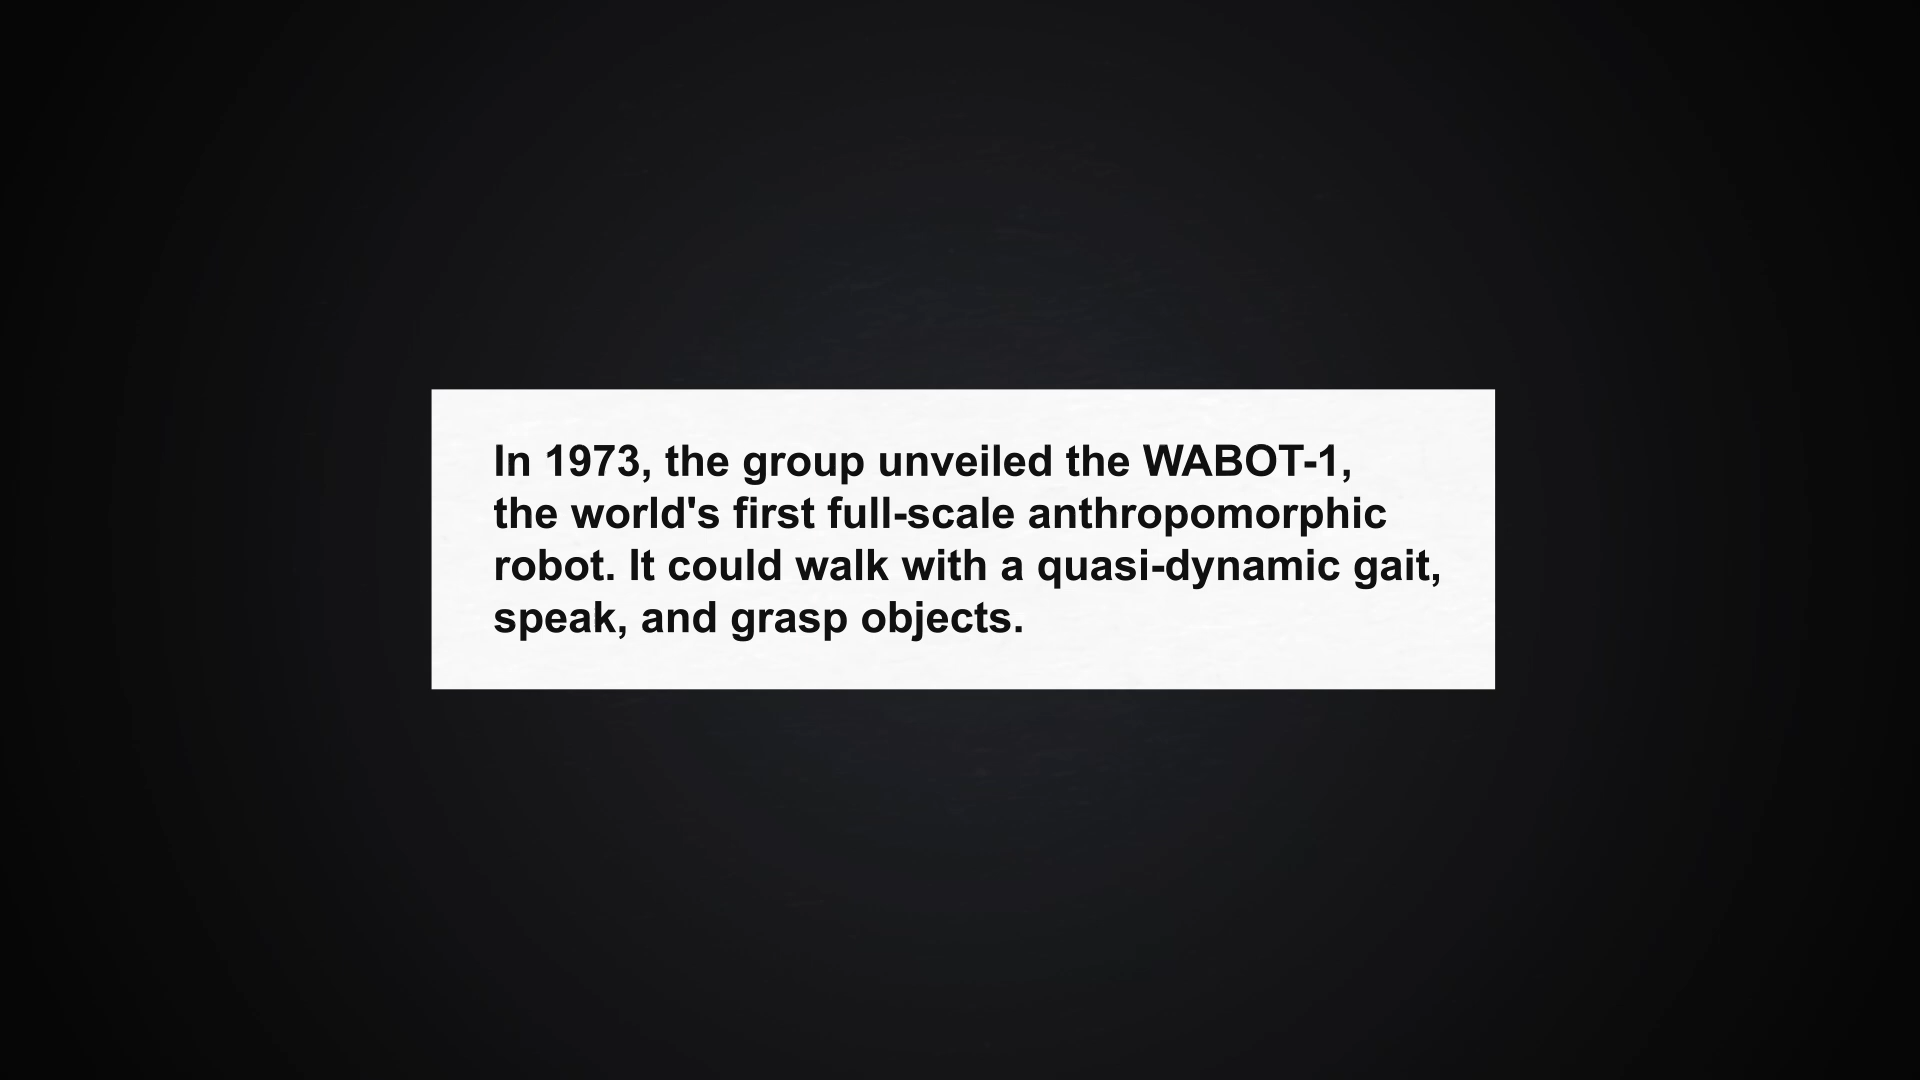 In 1973, the group unveiled the WABOT-1,
the world's first full-scale anthropomorphic
robot. It could walk with a quasi-dynamic gait,
speak, and grasp objects.